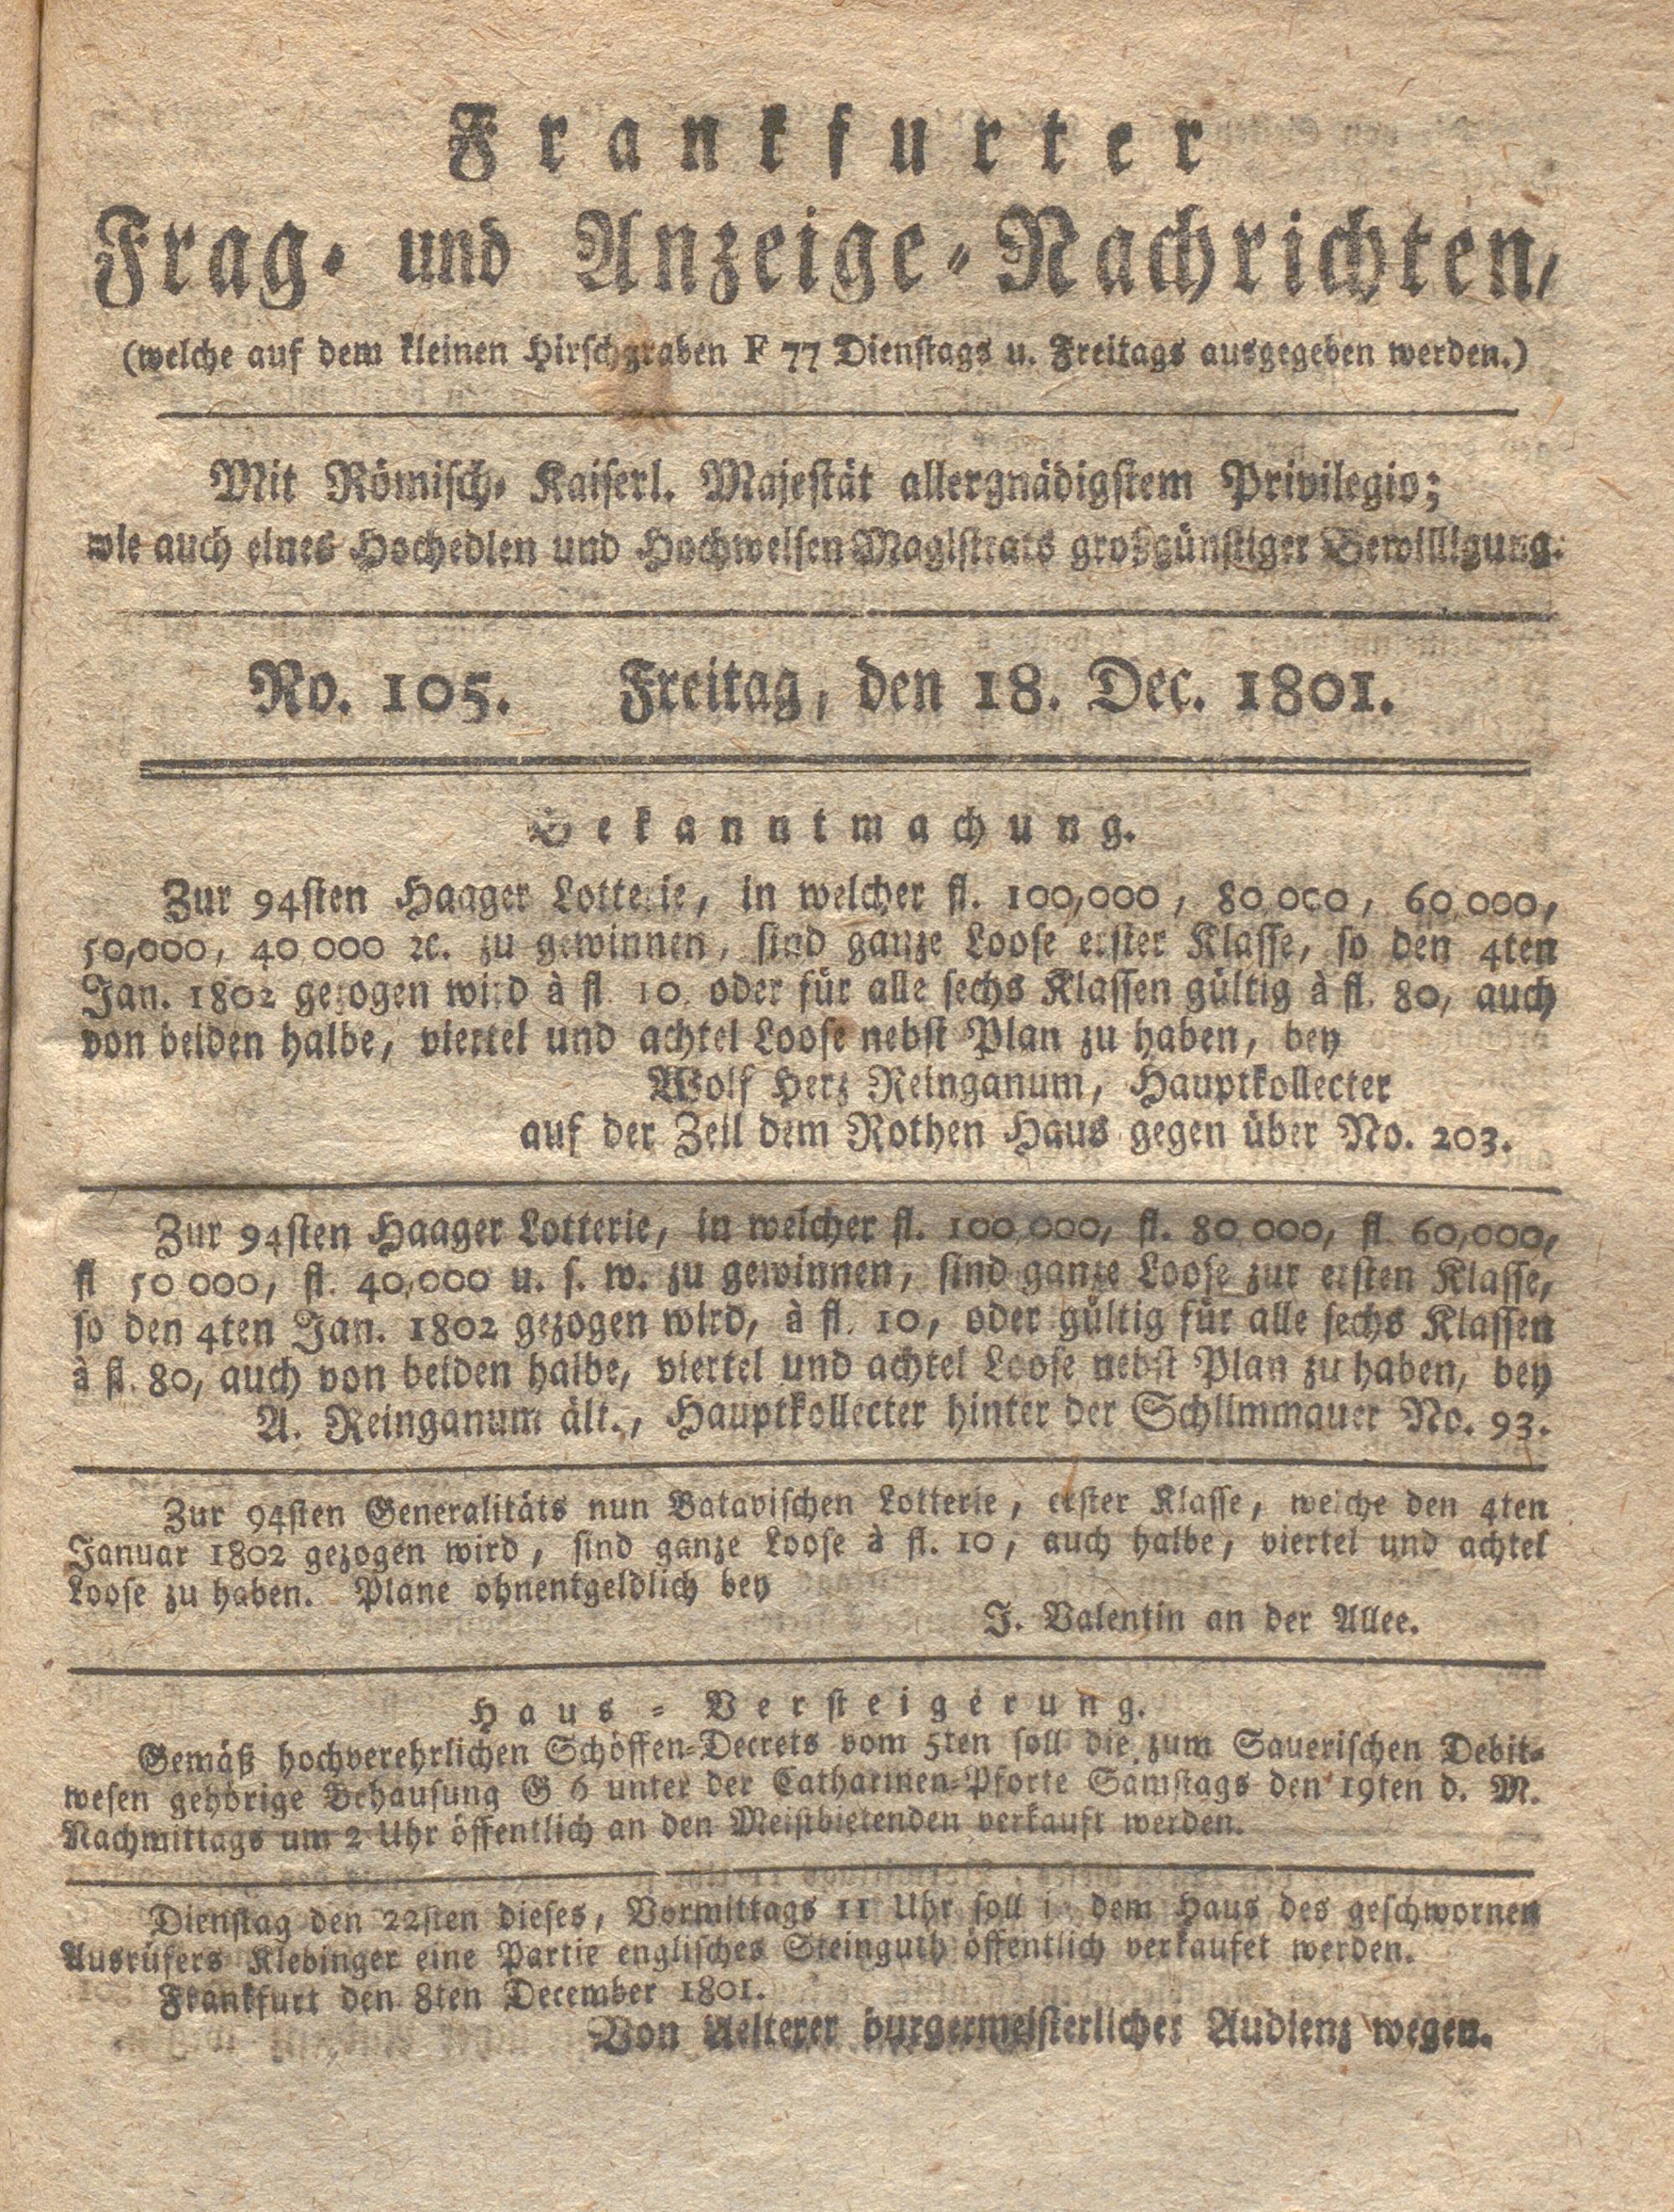 Frankfurter
Frag- und Anzeige-Nachrichten,
(welche auf dem kleinen Hirschgraben F 77 Dienstags u. Freitags ausgegeben werden.)
Mit Römisch- Kaiserl. Majestät allergnädigstem Privilegio;
wie auch eines Hochedlen und Hochweisen Magistrats großgünstiger Bewilligung.
No. 105. Freitag, den 18. Dec. 1801.
Bekanntmachung.
Zur 94sten Haager Lotterie, in welcher fl. 100,000, 80,000, 60,000,
50,000, 40,000 ꝛc. zu gewinnen, sind ganze Loose erster Klasse, so den 4ten
Jan. 1802 gezogen wird à fl. 10. oder für alle sechs Klassen gültig à fl. 80, auch
von beiden halbe, viertel und achtel Loose nebst Plan zu haben, bey
Wolf Herz Reinganum, Hauptkollecter
auf der Zeil dem Rothen Haus gegen über No. 203.
Zur 94sten Haager Lotterie, in welcher fl. 100,000, fl. 80,000, fl. 60,000,
fl 50 000, fl. 40,000 u. s. w. zu gewinnen, sind ganze Loose zur ersten Klasse,
so den 4ten Jan. 1802 gezogen wird, à fl. 10, oder gültig für alle sechs Klassen
à fl. 80, auch von beiden halbe, viertel und achtel Loose nebst Plan zu haben, bey
A. Reinganum ält., Hauptkollecter hinter der Schlimmauer No. 93.
Zur 94sten Generalitäts nun Batavischen Lotterie, erster Klasse, welche den 4ten
Januar 1802 gezogen wird, sind ganze Loose à fl. 10, auch halbe, viertel und achtel
Loose zu haben. Plane ohnentgeldlich bey
J. Valentin an der Allee.
Haus-Versteigerung.
Gemäß hochverehrlichen Schöffen-Decrets vom 5ten soll die zum Sauerischen Debit-
wesen gehörige Behausung G 6 unter der Catharinen-Pforte Samstags den 19ten d. M.
Nachmittags um 2 Uhr öffentlich an den Meistbietenden verkauft werden.
Dienstag den 22sten dieses, Vormittags 11 Uhr soll in dem Haus des geschwornen
Ausrüfers Klebinger eine Partie englisches Steinguth öffentlich verkaufet werden.
Frankfurt den 8ten December 1801.
Von Aelterer burgermeisterlicher Audienz wegen.